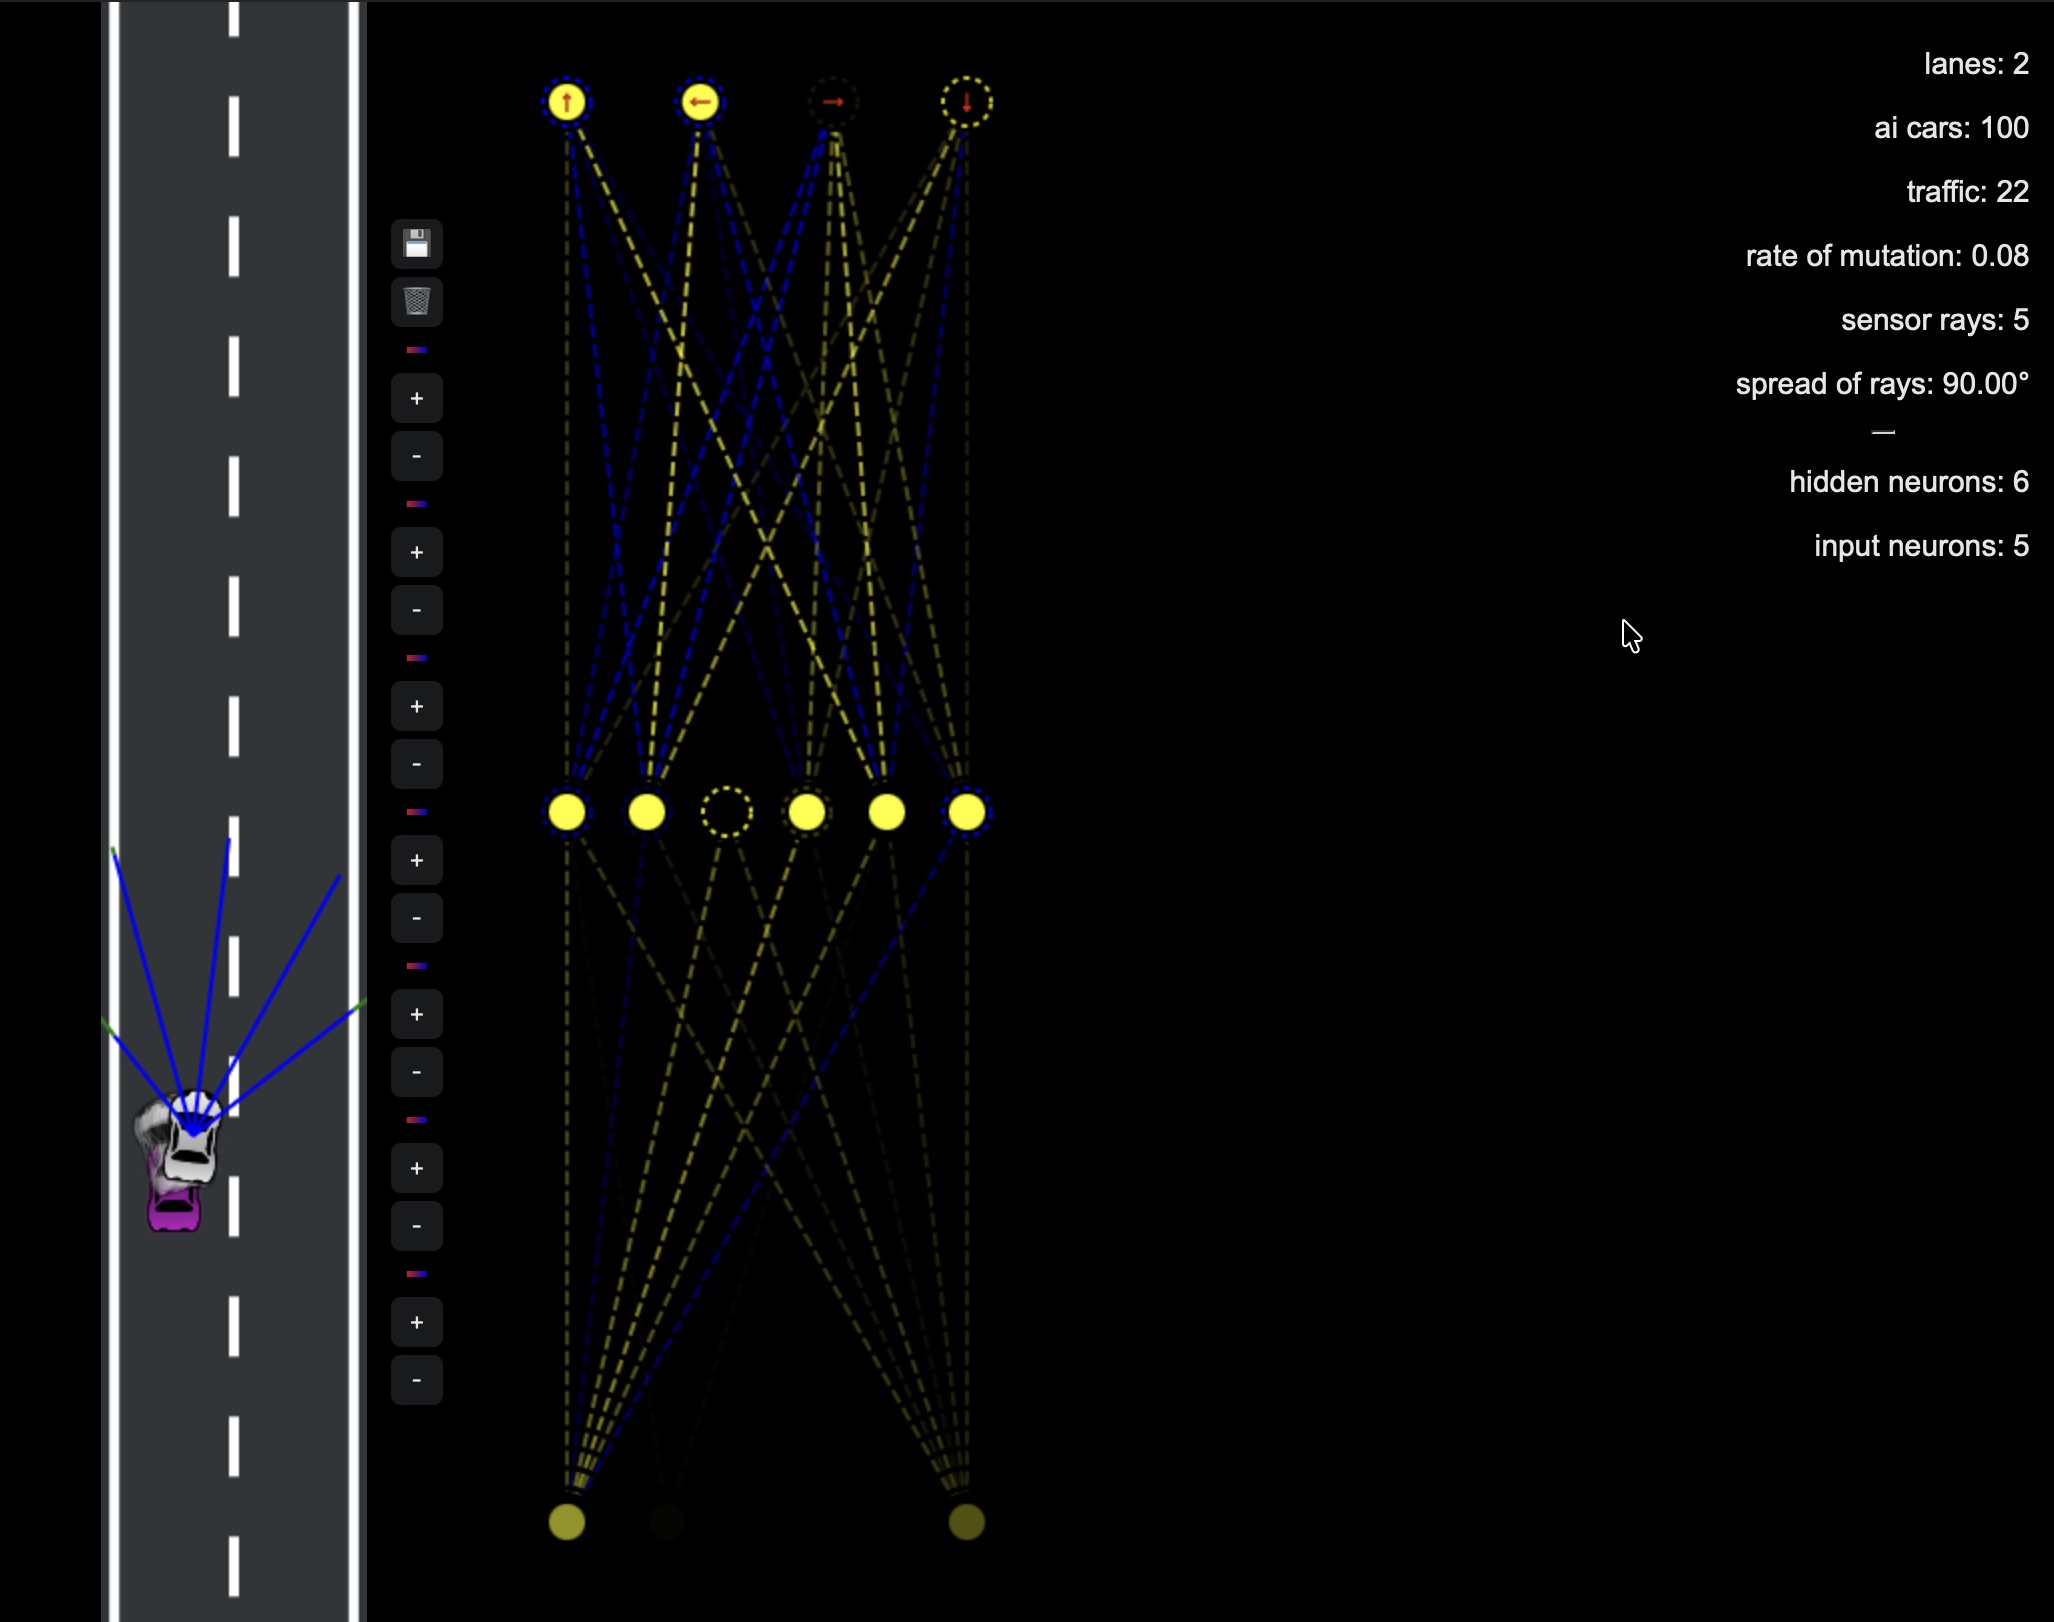 ↑ ← → ↓
lanes: 2
ai cars: 100
traffic: 22
rate of mutation: 0.08
sensor rays: 5
spread of rays: 90.00°
—
hidden neurons: 6
input neurons: 5
+
-
+
-
+
-
+
-
+
-
+
-
+
-